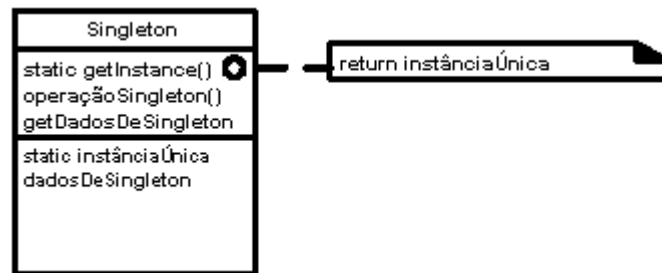 Singleton
static getInstance()
return instânciaÚnica
operaçãoSingleton()
getDadosDeSingleton
static instânciaÚnica
dadosDeSingleton